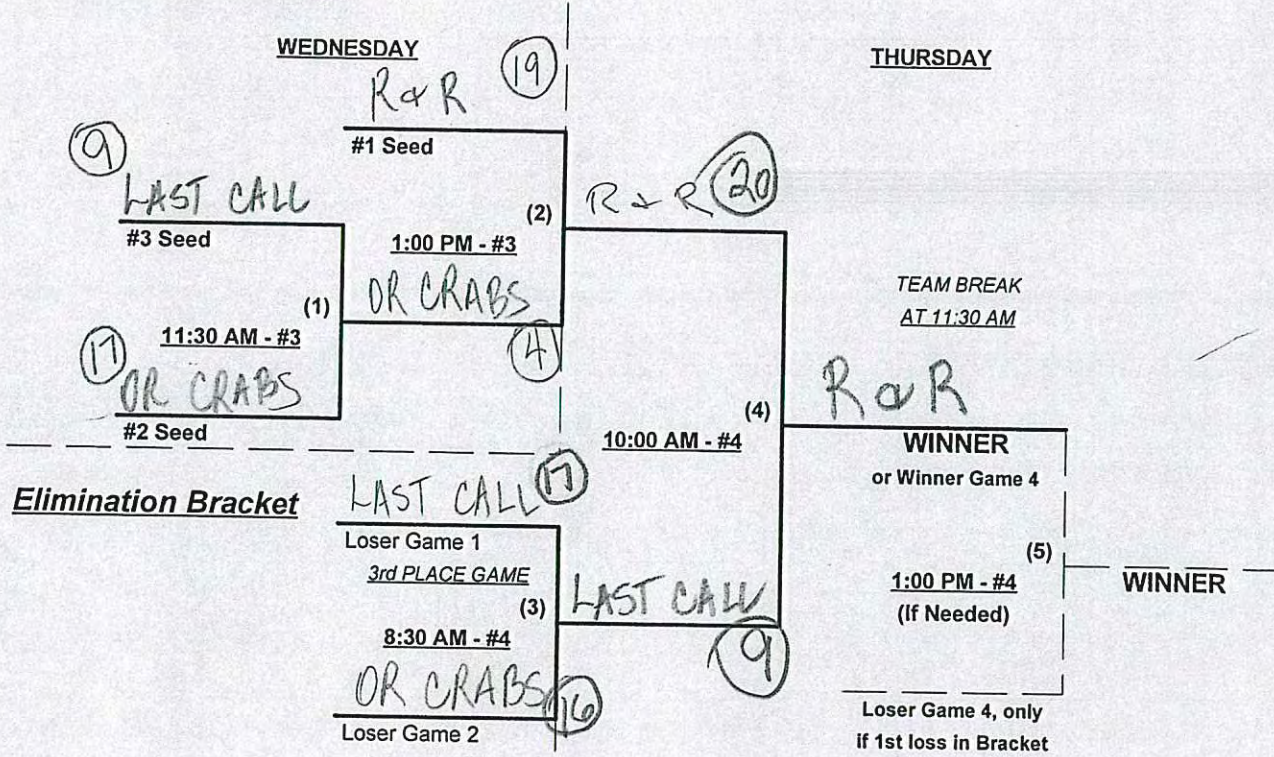 WEDNESDAY
THURSDAY
19
R & R
#1 Seed
9
LAST CALL
#3 Seed
(2)
R & R 20
1:00 PM - #3
(1)
OR CRABS
4
11:30 AM - #3
17
OR CRABS
#2 Seed
TEAM BREAK
AT 11:30 AM
R & R
(4)
10:00 AM - #4
WINNER
or Winner Game 4
Elimination Bracket
LAST CALL 17
Loser Game 1
3rd PLACE GAME
(3)
LAST CALL
9
8:30 AM - #4
OR CRABS 16
Loser Game 2
(5)
1:00 PM - #4
(If Needed)
WINNER
Loser Game 4, only
if 1st loss in Bracket